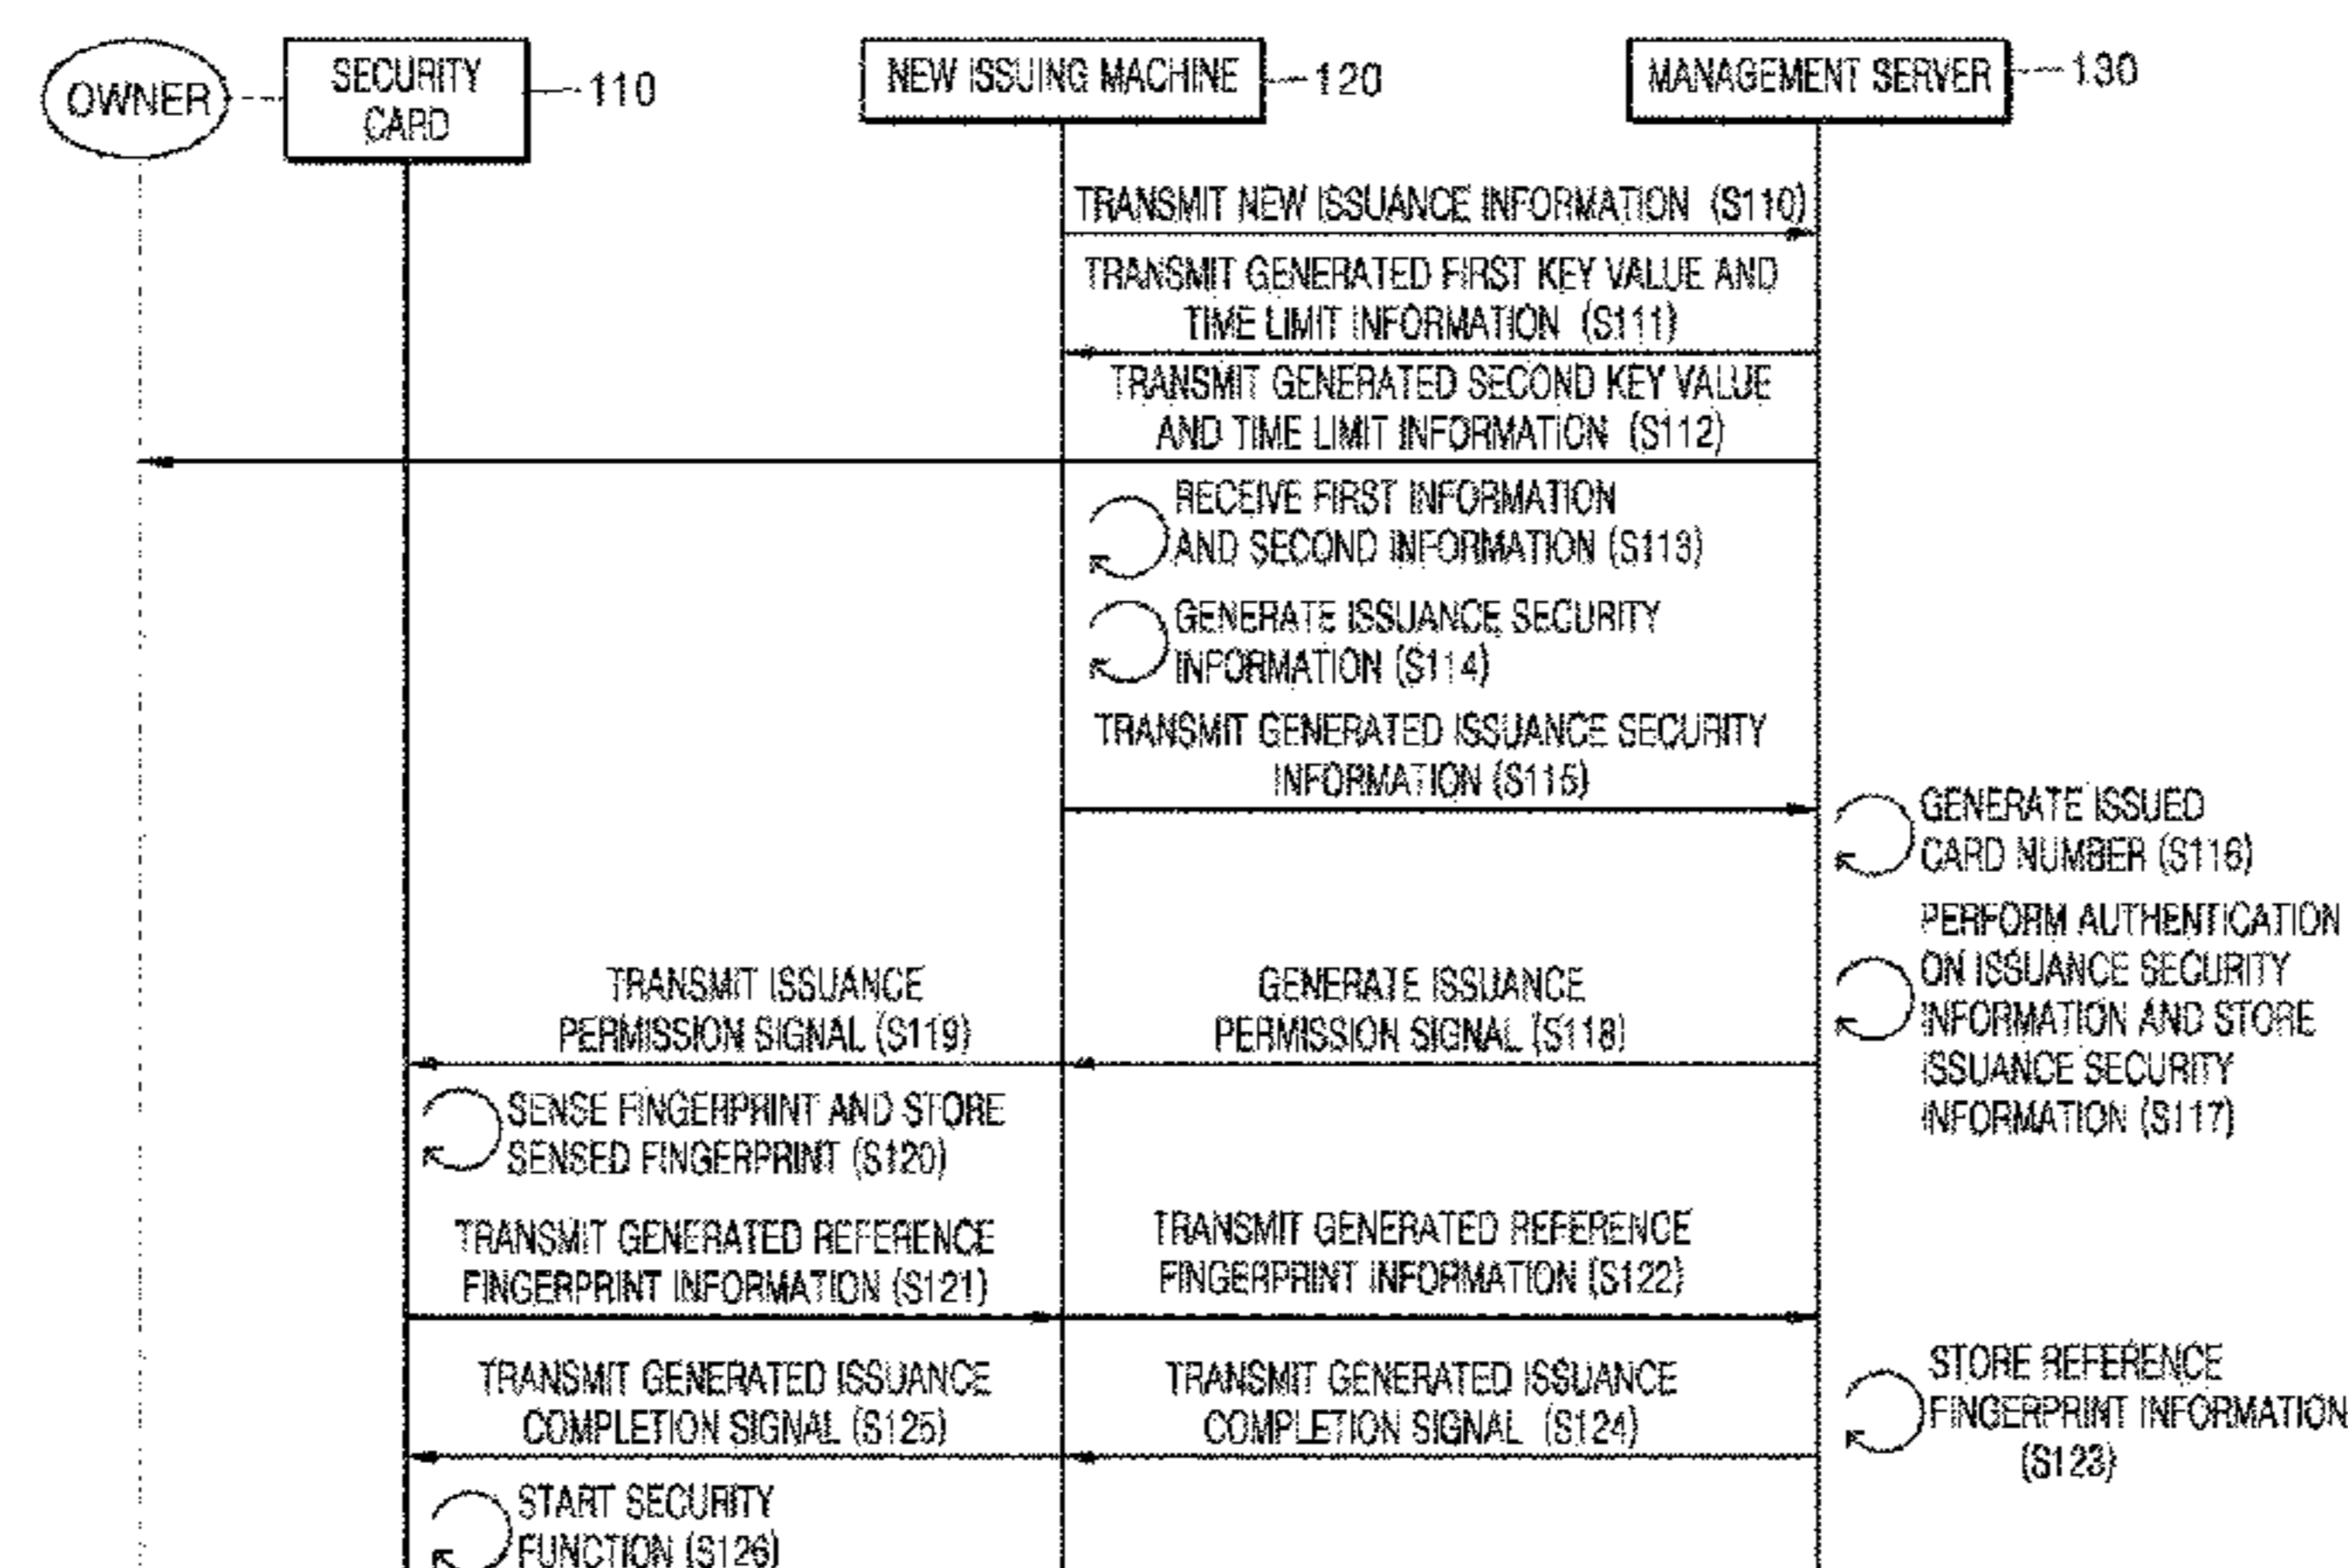 OWNER
SECURITY
CARD
110
NEW ISSUING MACHINE
120
MANAGEMENT SERVER
130
TRANSMIT NEW ISSUANCE INFORMATION (S110)
TRANSMIT GENERATED FIRST KEY VALUE AND
TIME LIMIT INFORMATION (S111)
TRANSMIT GENERATED SECOND KEY VALUE
AND TIME LIMIT INFORMATION (S112)
RECEIVE FIRST INFORMATION
AND SECOND INFORMATION (S113)
GENERATE ISSUANCE SECURITY
INFORMATION (S114)
TRANSMIT GENERATED ISSUANCE SECURITY
INFORMATION (S115)
GENERATE ISSUED
CARD NUMBER (S116)
PERFORM AUTHENTICATION
ON ISSUANCE SECURITY
INFORMATION AND STORE
ISSUANCE SECURITY
INFORMATION (S117)
GENERATE ISSUANCE
PERMISSION SIGNAL (S118)
TRANSMIT ISSUANCE
PERMISSION SIGNAL (S119)
SENSE FINGERPRINT AND STORE
SENSED FINGERPRINT (S120)
TRANSMIT GENERATED REFERENCE
FINGERPRINT INFORMATION (S121)
TRANSMIT GENERATED REFERENCE
FINGERPRINT INFORMATION (S122)
STORE REFERENCE
FINGERPRINT INFORMATION
(S123)
TRANSMIT GENERATED ISSUANCE
COMPLETION SIGNAL (S124)
TRANSMIT GENERATED ISSUANCE
COMPLETION SIGNAL (S125)
START SECURITY
FUNCTION (S126)